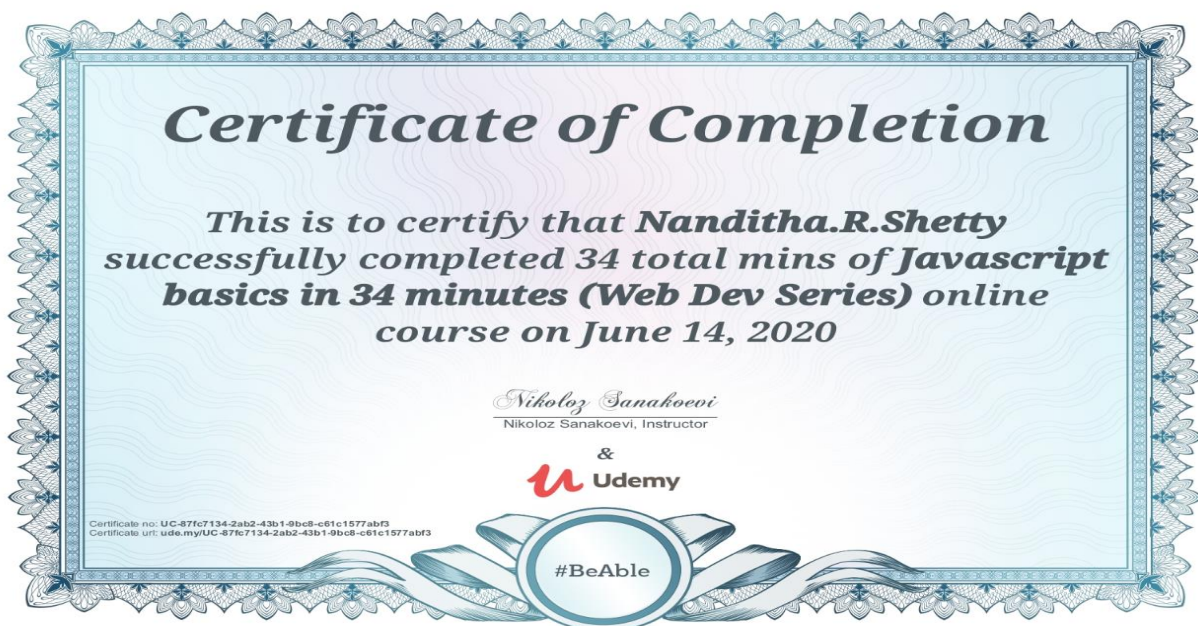 Certificate of Completion
This is to certify that Nanditha.R.Shetty
successfully completed 34 total mins of Javascript
basics in 34 minutes (Web Dev Series) online
course on June 14, 2020
Nikoloz Sanakoevi
Nikoloz Sanakoevi, Instructor
&
Udemy
Certificate no: UC-87fc7134-2ab2-43b1-9bc8-c61c1577abf3
Certificate url: ude.my/UC-87fc7134-2ab2-43b1-9bc8-c61c1577abf3
#BeAble